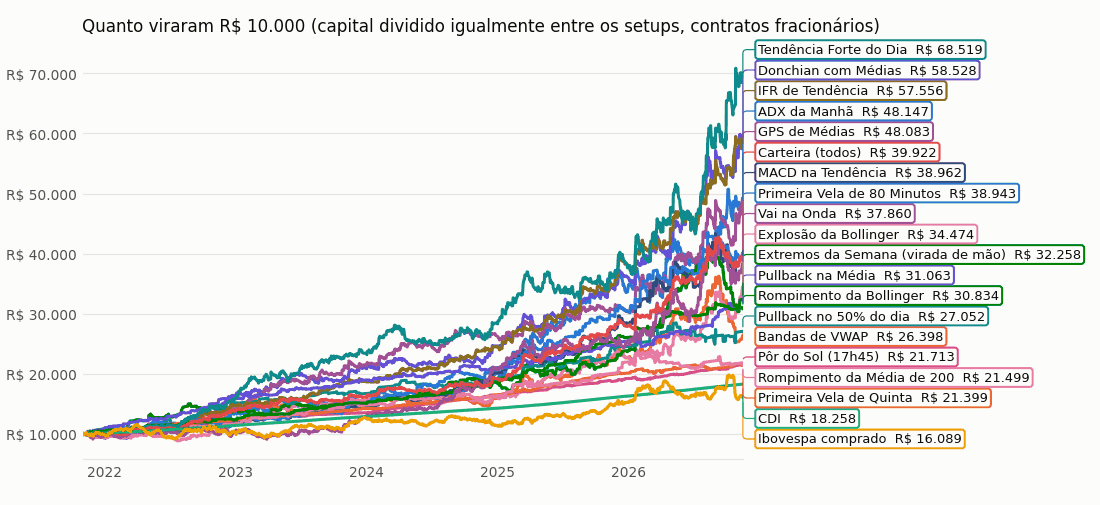 Quanto viraram R$ 10.000 (capital dividido igualmente entre os setups, contratos fracionários)
R$ 70.000
R$ 60.000
R$ 50.000
R$ 40.000
R$ 30.000
R$ 20.000
R$ 10.000
2022
2023
2024
2025
2026
Tendência Forte do Dia R$ 68.519
Donchian com Médias R$ 58.528
IFR de Tendência R$ 57.556
ADX da Manhã R$ 48.147
GPS de Médias R$ 48.083
Carteira (todos) R$ 39.922
MACD na Tendência R$ 38.962
Primeira Vela de 80 Minutos R$ 38.943
Vai na Onda R$ 37.860
Explosão da Bollinger R$ 34.474
Extremos da Semana (virada de mão) R$ 32.258
Pullback na Média R$ 31.063
Rompimento da Bollinger R$ 30.834
Pullback no 50% do dia R$ 27.052
Bandas de VWAP R$ 26.398
Pôr do Sol (17h45) R$ 21.713
Rompimento da Média de 200 R$ 21.499
Primeira Vela de Quinta R$ 21.399
CDI R$ 18.258
Ibovespa comprado R$ 16.089